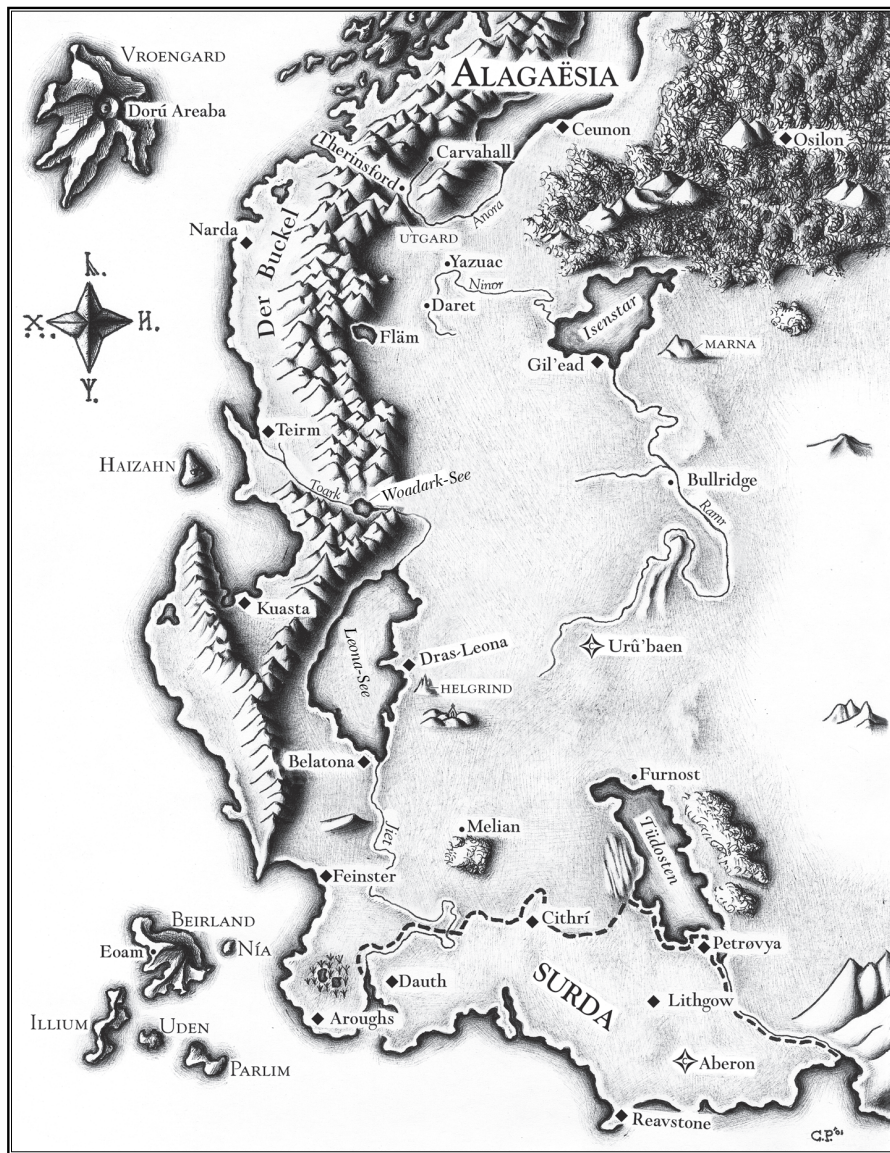 VROENGARD
Dorú Areaba
ALAGAËSIA
Ceunon
Osilon
Therinsford
Carvahall
Anora
UTGARD
Narda
Der Buckel
Yazuac
Ninor
Daret
Isenstar
Fläm
MARNA
Gil'ead
Teirm
HAIZAHN
Toark
Woadark-See
Bullridge
Ramr
Kuasta
Leona-See
Dras-Leona
Urû'baen
HELGRIND
Belatona
Furnost
Jiet
Melian
Tüdosten
Feinster
BEIRLAND
Cithrí
Eoam
NÍA
Petrøvya
SURDA
Dauth
Lithgow
ILLIUM
UDEN
Aroughs
PARLIM
Aberon
Reavstone
C.P. '01